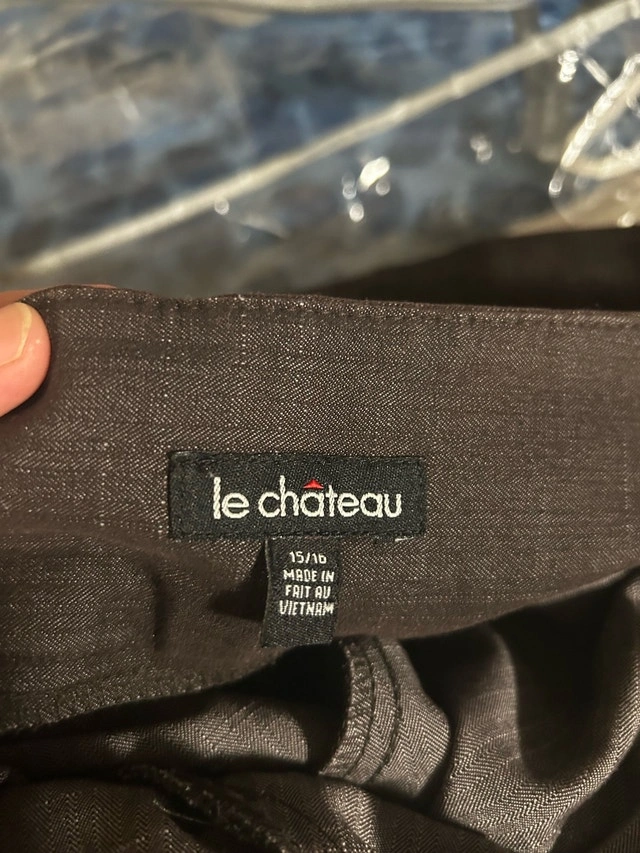 le château
15/16
MADE IN
FAIT AU
VIETNAM